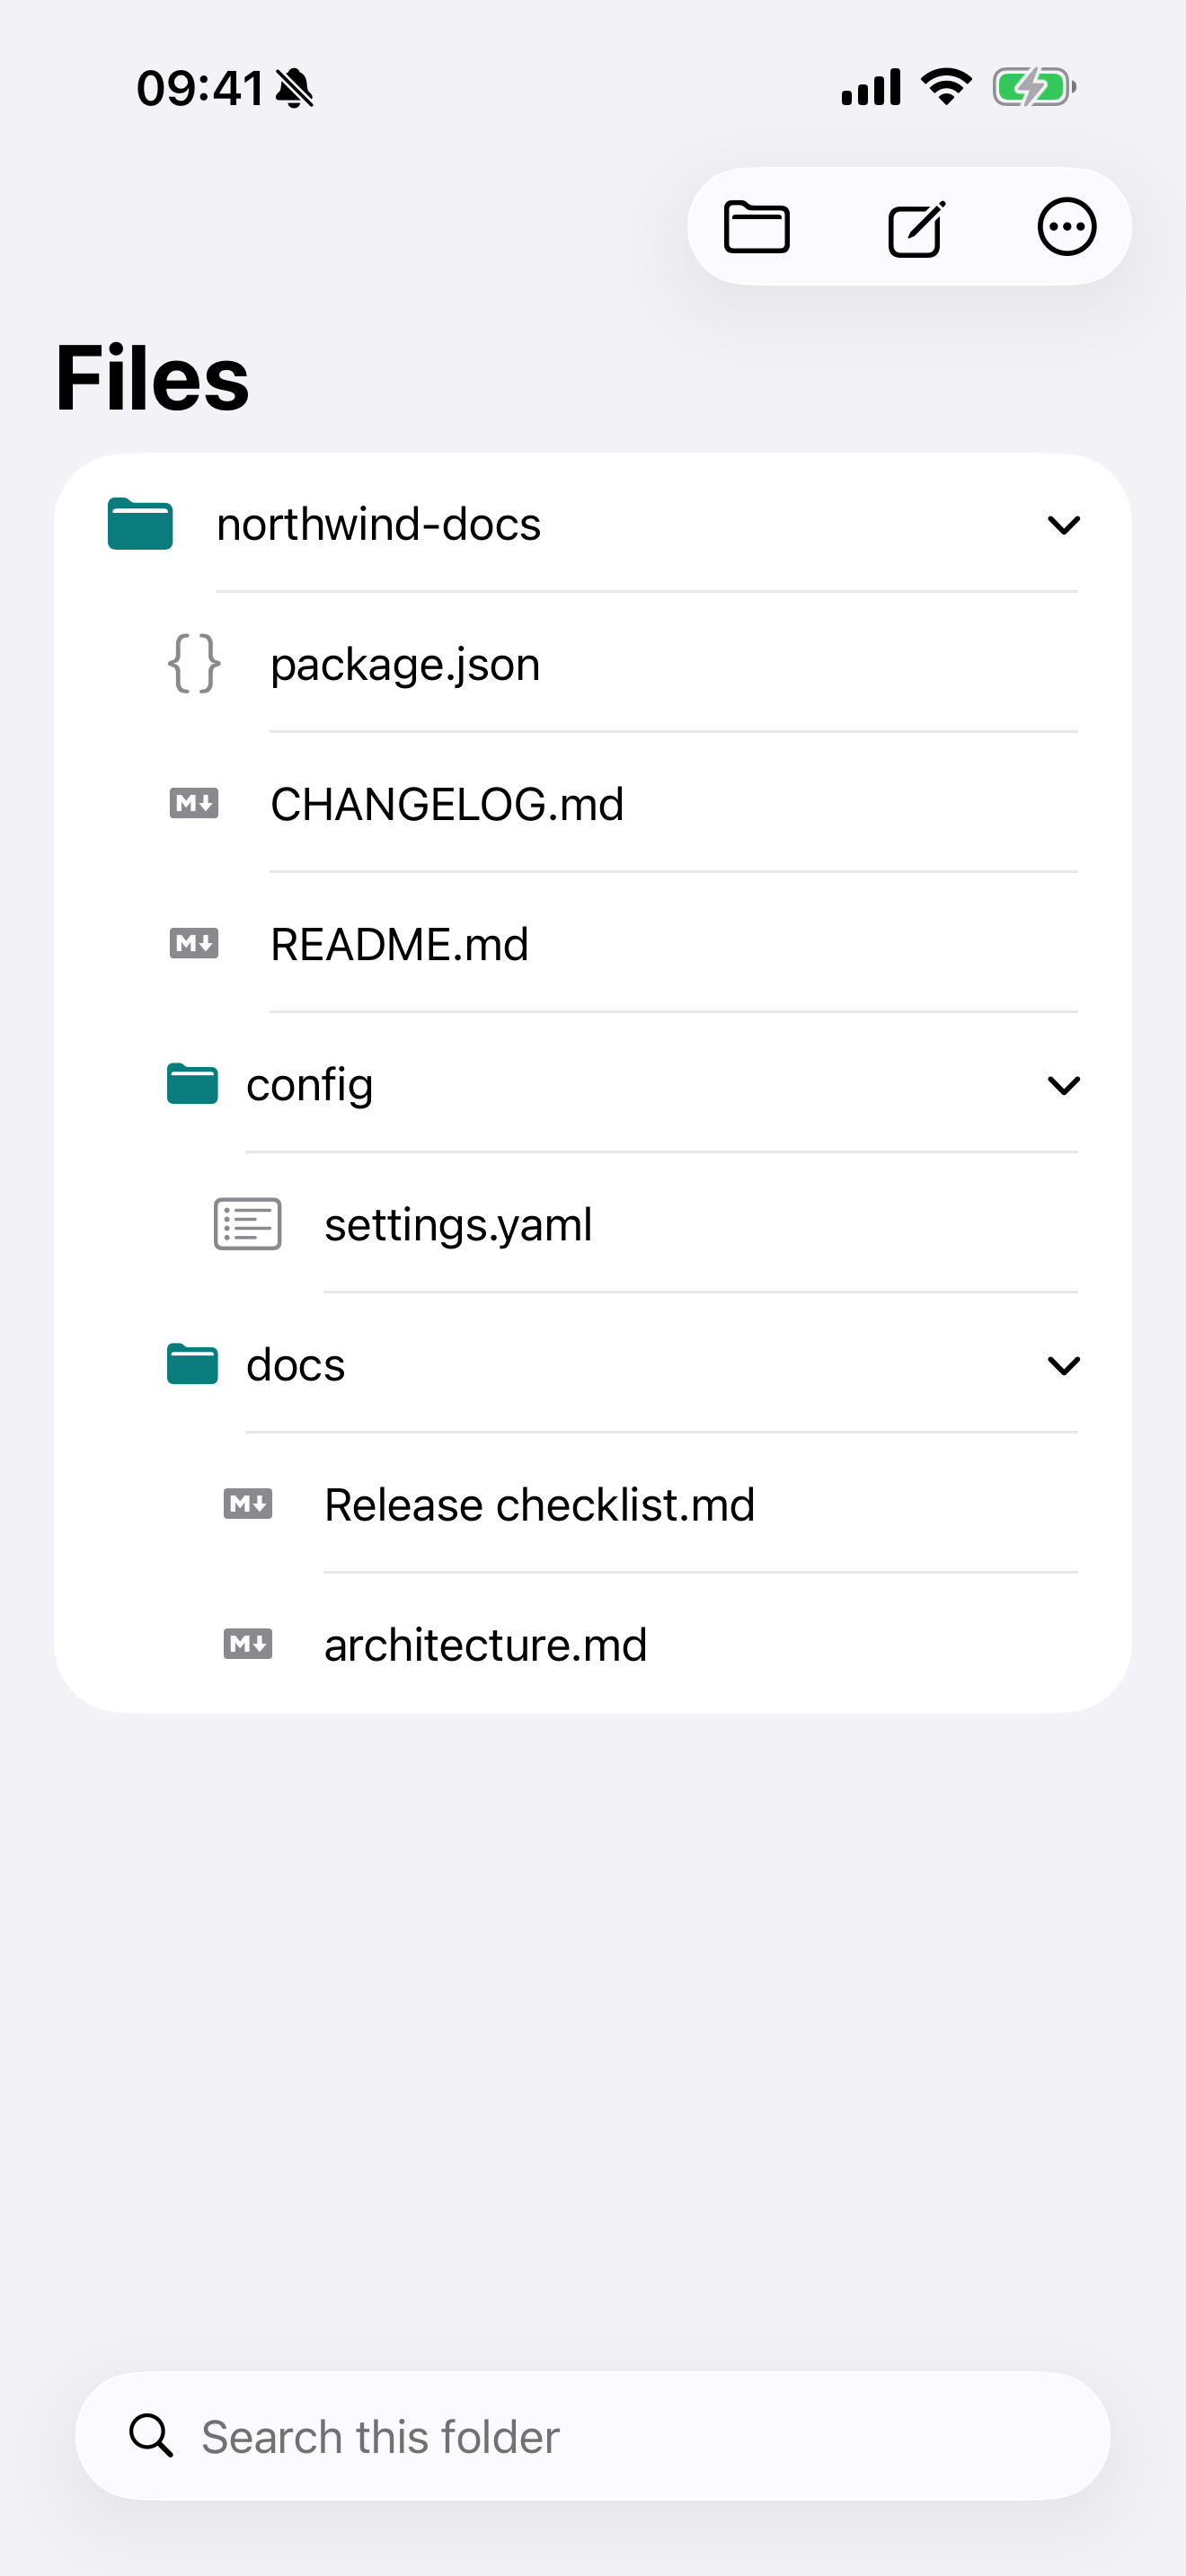 09:41
Files
northwind-docs
package.json
CHANGELOG.md
README.md
config
settings.yaml
docs
Release checklist.md
architecture.md
Search this folder